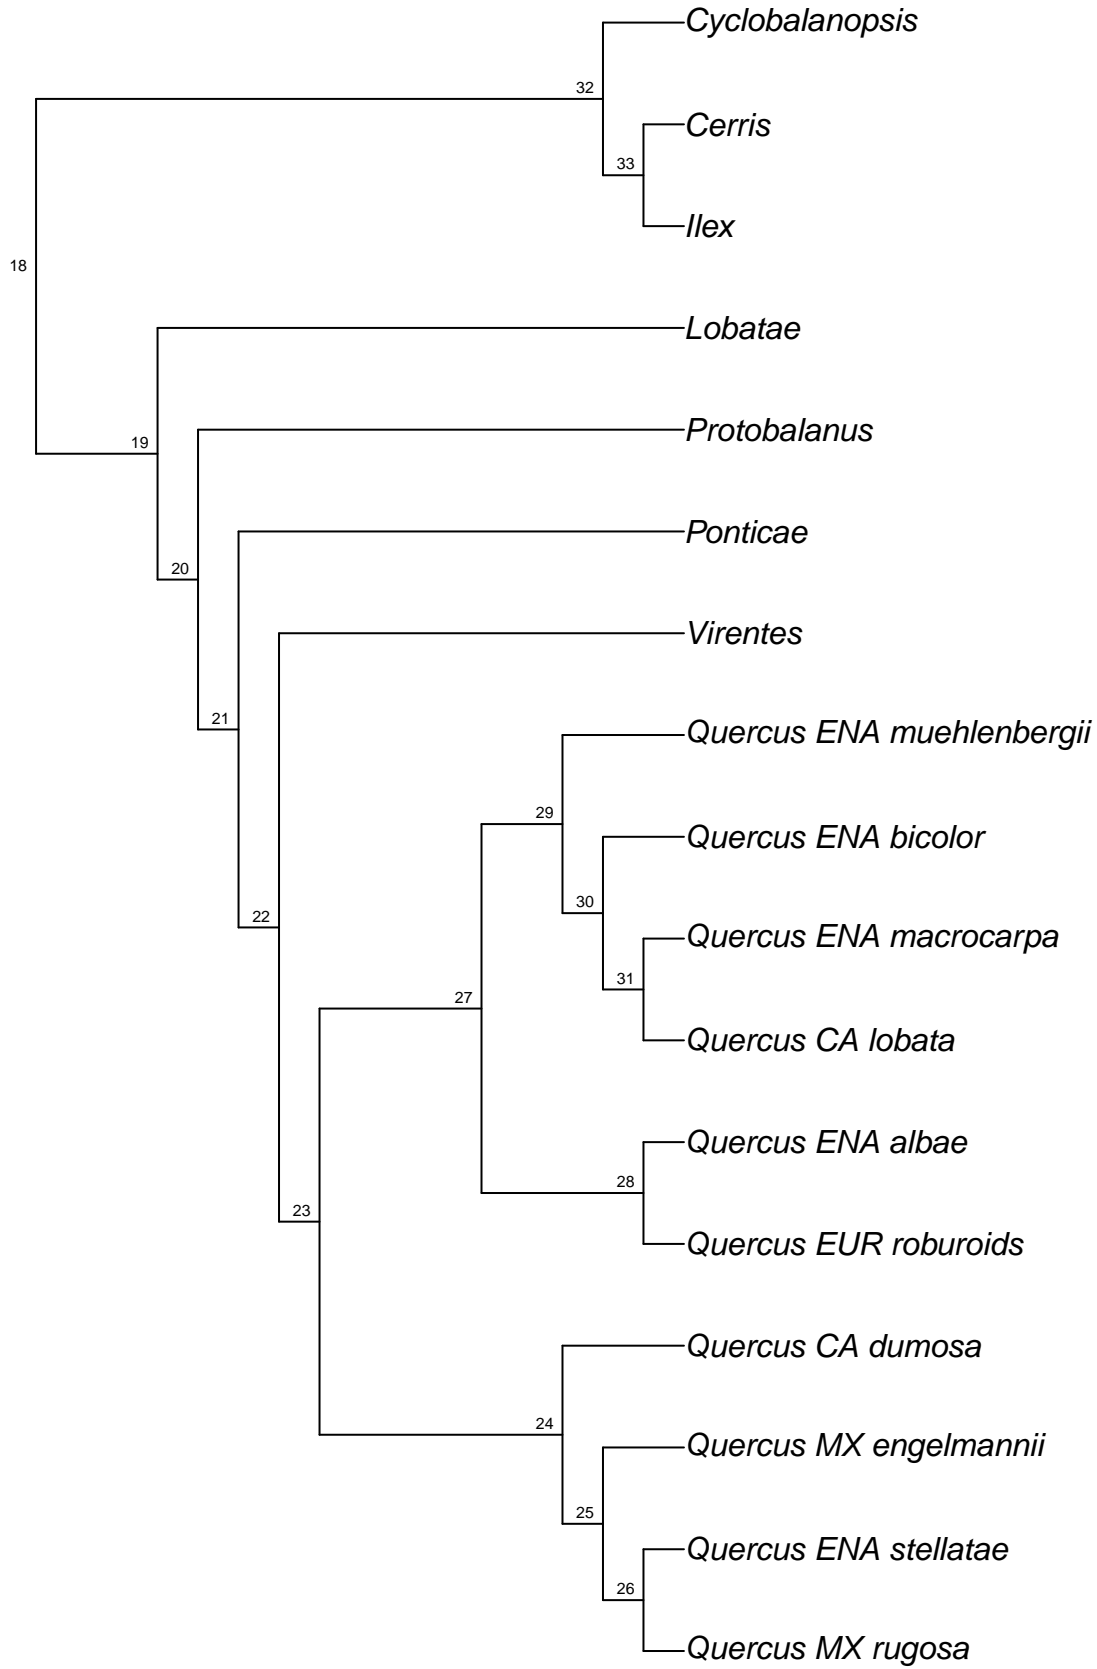 Cyclobalanopsis
32
Cerris
33
Ilex
18
Lobatae
Protobalanus
19
Ponticae
20
Virentes
21
Quercus ENA muehlenbergii
29
Quercus ENA bicolor
30
22
Quercus ENA macrocarpa
31
27
Quercus CA lobata
Quercus ENA albae
28
23
Quercus EUR roburoids
Quercus CA dumosa
24
Quercus MX engelmannii
25
Quercus ENA stellatae
26
Quercus MX rugosa